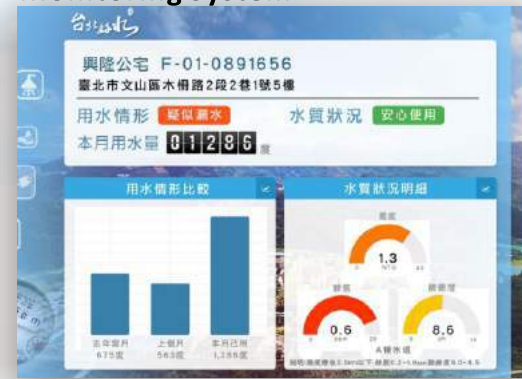 台北好水
興隆公宅 F-01-0891656
臺北市文山區木柵路2段2巷1號5樓
用水情形 疑似漏水 水質狀況 安心使用
本月用水量 01286 度
用水情形比較
水質狀況明細
濁度
1.3
NTU
餘氯
0.6
酸鹼度
8.6
去年當月
675度
上個月
563度
本月已用
1,286度